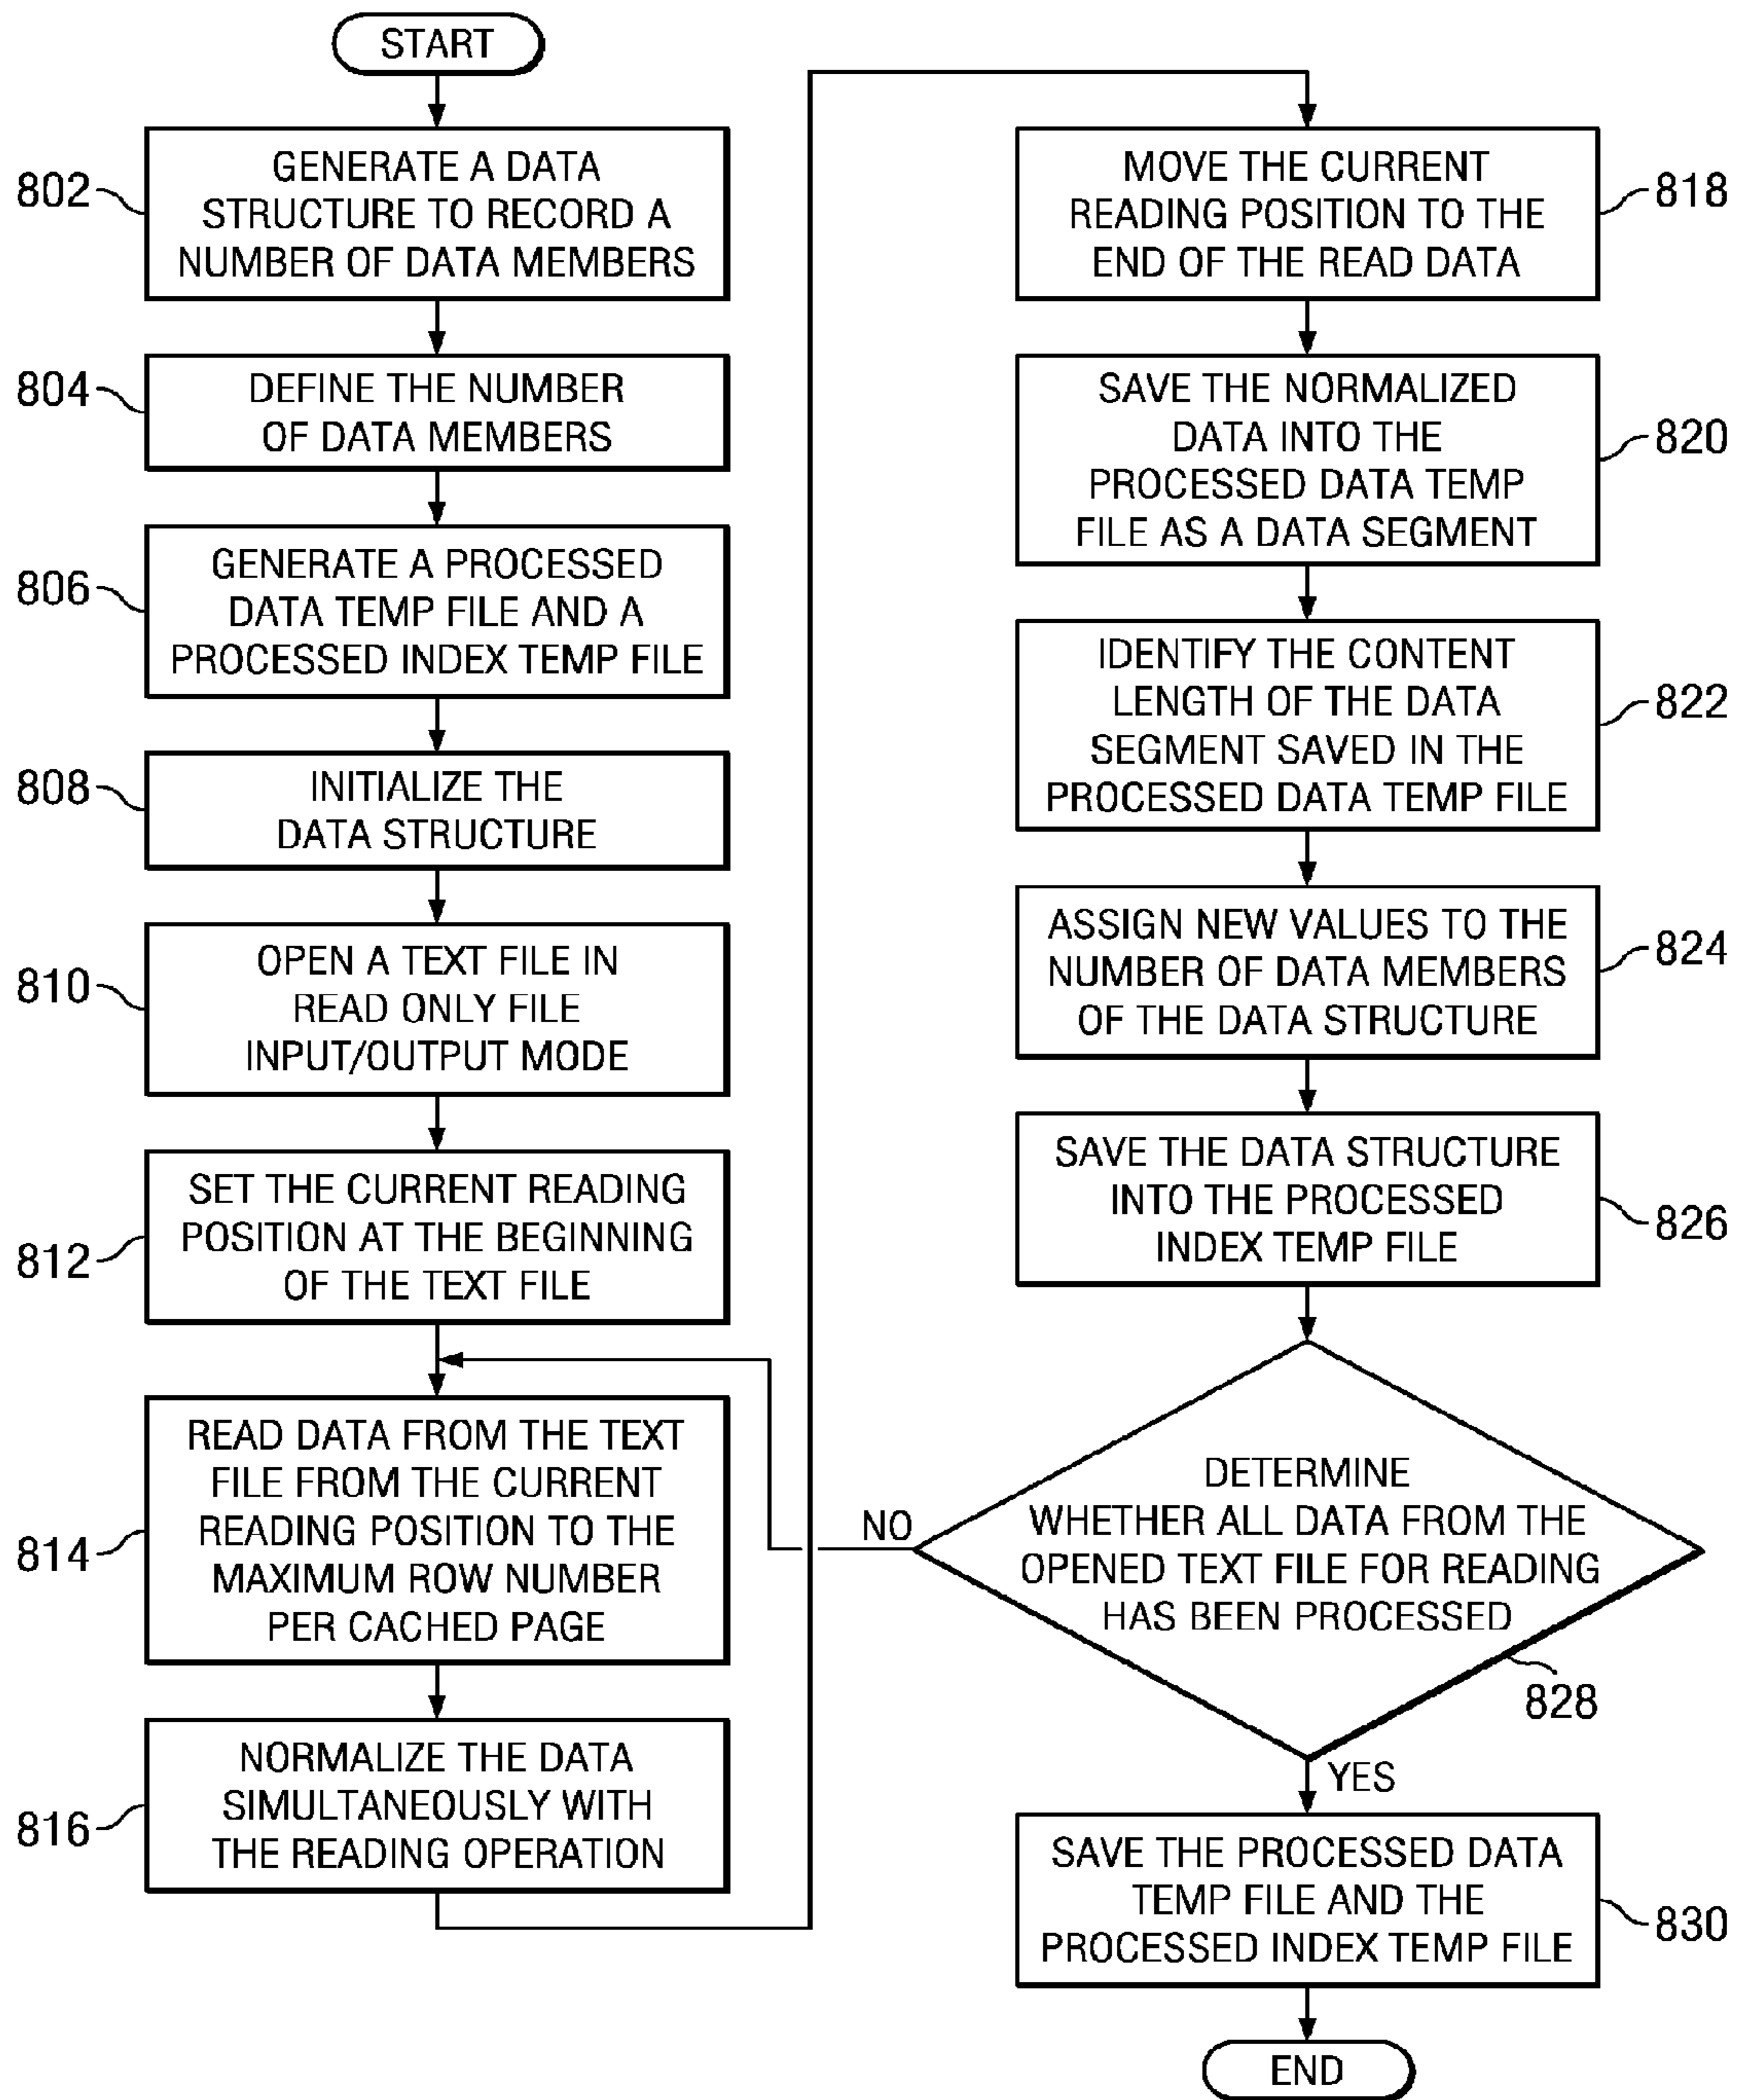 START
802
GENERATE A DATA
STRUCTURE TO RECORD A
NUMBER OF DATA MEMBERS
804
DEFINE THE NUMBER
OF DATA MEMBERS
806
GENERATE A PROCESSED
DATA TEMP FILE AND A
PROCESSED INDEX TEMP FILE
808
INITIALIZE THE
DATA STRUCTURE
810
OPEN A TEXT FILE IN
READ ONLY FILE
INPUT/OUTPUT MODE
812
SET THE CURRENT READING
POSITION AT THE BEGINNING
OF THE TEXT FILE
814
READ DATA FROM THE TEXT
FILE FROM THE CURRENT
READING POSITION TO THE
MAXIMUM ROW NUMBER
PER CACHED PAGE
816
NORMALIZE THE DATA
SIMULTANEOUSLY WITH
THE READING OPERATION
MOVE THE CURRENT
READING POSITION TO THE
END OF THE READ DATA
818
SAVE THE NORMALIZED
DATA INTO THE
PROCESSED DATA TEMP
FILE AS A DATA SEGMENT
820
IDENTIFY THE CONTENT
LENGTH OF THE DATA
SEGMENT SAVED IN THE
PROCESSED DATA TEMP FILE
822
ASSIGN NEW VALUES TO THE
NUMBER OF DATA MEMBERS
OF THE DATA STRUCTURE
824
SAVE THE DATA STRUCTURE
INTO THE PROCESSED
INDEX TEMP FILE
826
DETERMINE
WHETHER ALL DATA FROM THE
OPENED TEXT FILE FOR READING
HAS BEEN PROCESSED
828
NO
YES
SAVE THE PROCESSED DATA
TEMP FILE AND THE
PROCESSED INDEX TEMP FILE
830
END